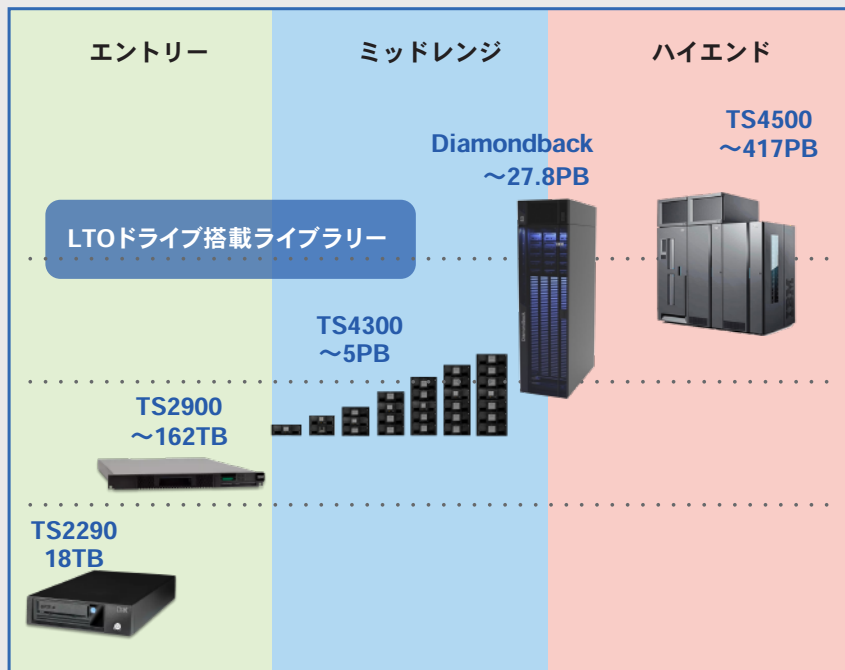 エントリー
ミッドレンジ
ハイエンド
TS4500
～417PB
Diamondback
～27.8PB
LTOドライブ搭載ライブラリー
TS4300
～5PB
TS2900
～162TB
TS2290
18TB